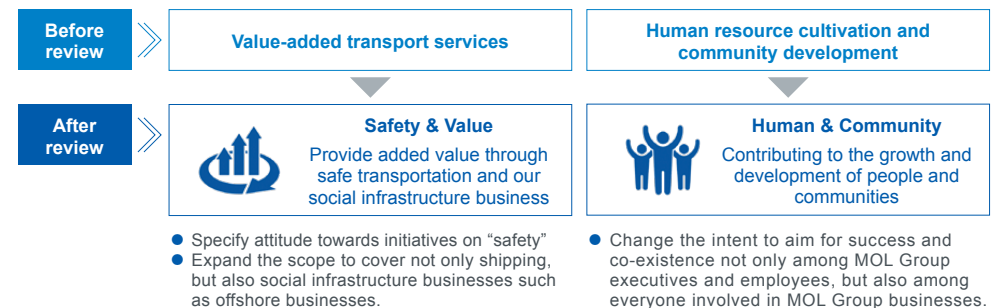 Before
review
Value-added transport services
Human resource cultivation and
community development
After
review
Safety & Value
Provide added value through
safe transportation and our
social infrastructure business
Human & Community
Contributing to the growth and
development of people and
communities
● Specify attitude towards initiatives on “safety”
● Expand the scope to cover not only shipping,
but also social infrastructure businesses such
as offshore businesses.
● Change the intent to aim for success and
co-existence not only among MOL Group
executives and employees, but also among
everyone involved in MOL Group businesses.